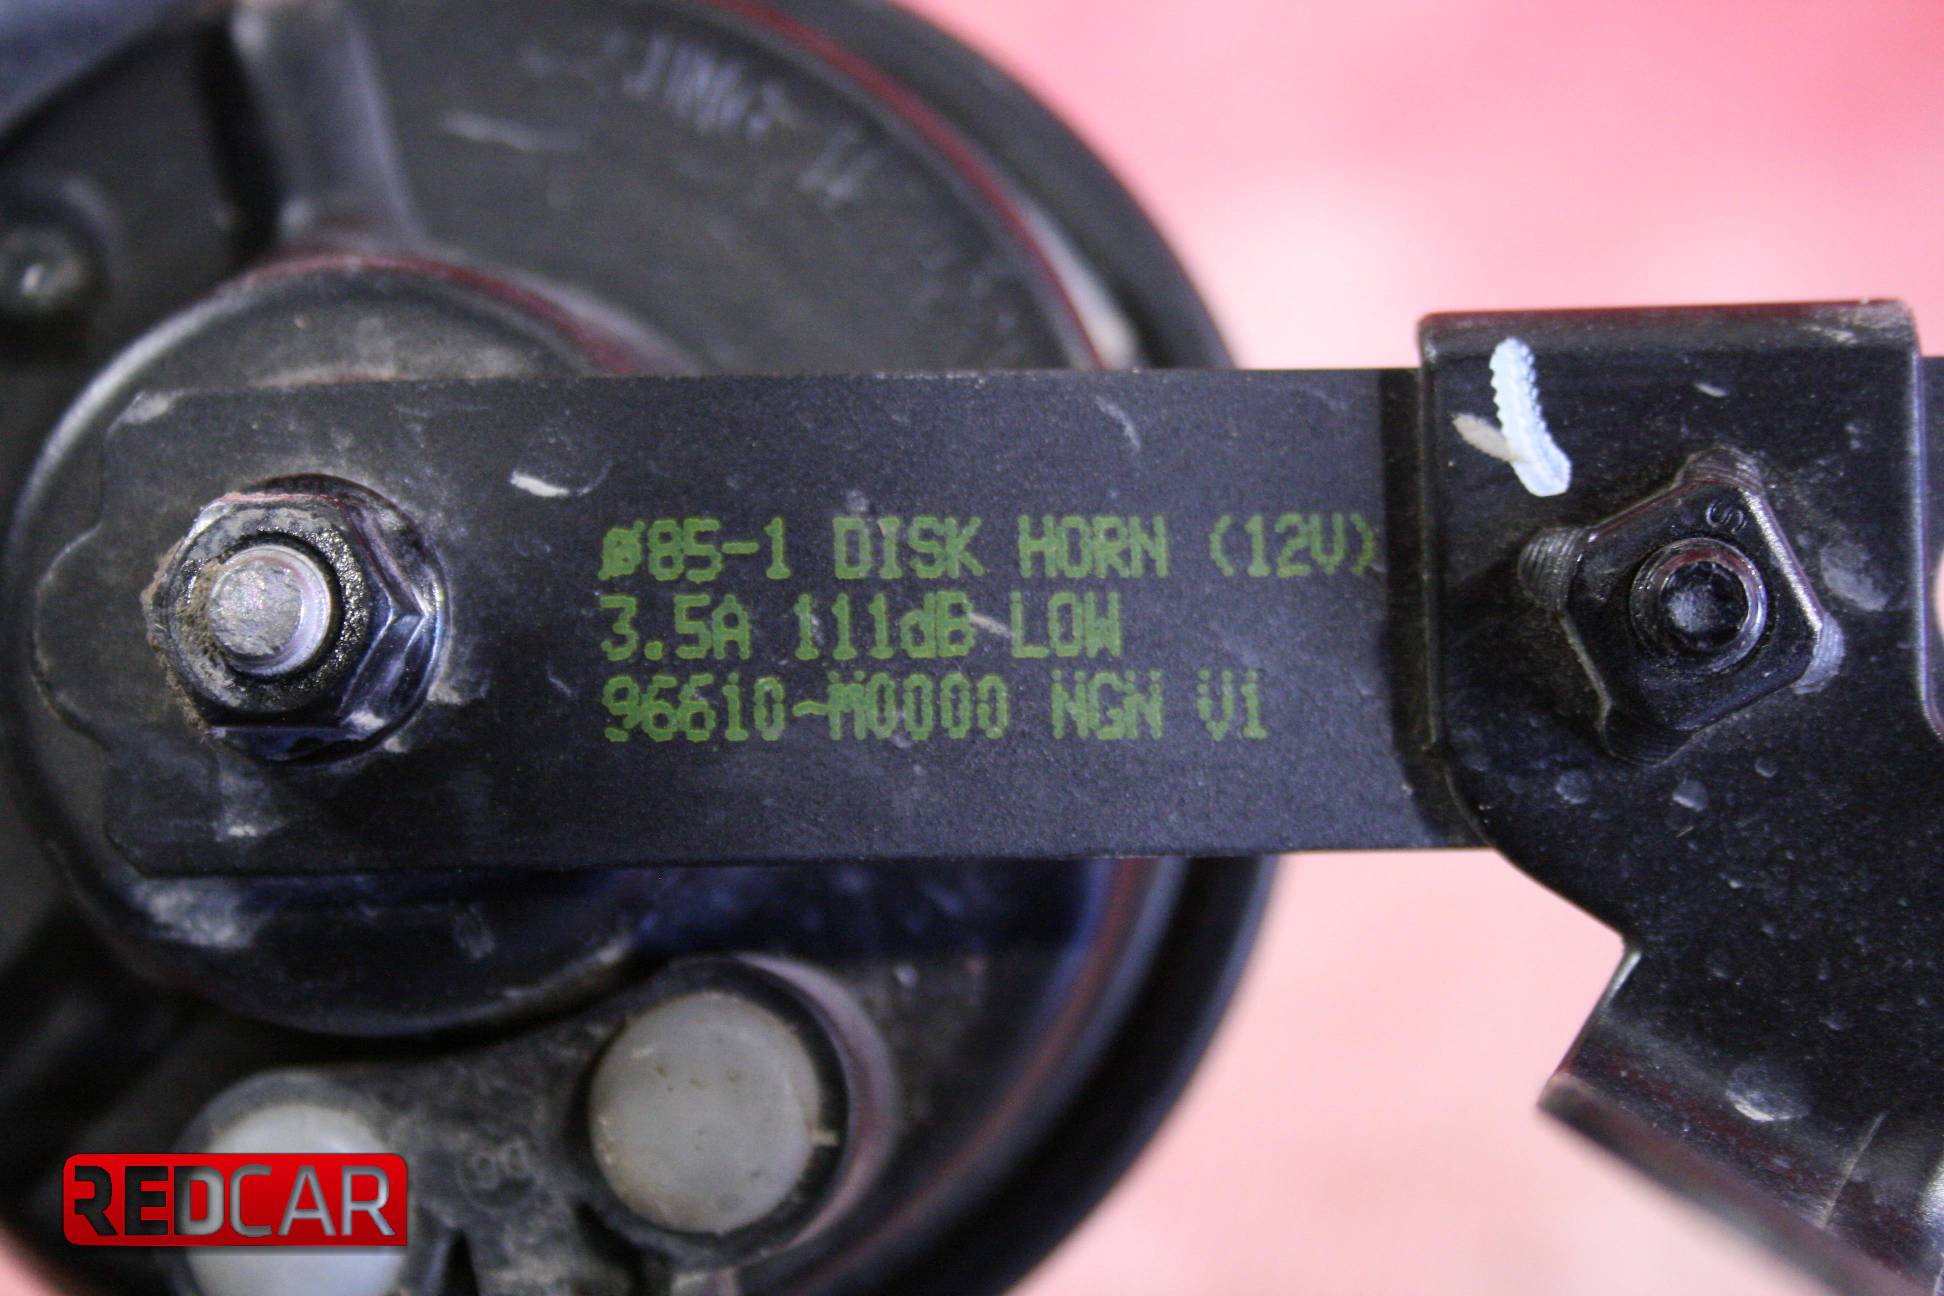 Ø85-1 DISK HORN (12V)
3.5A 111dB LOW
96610-M0000 NGN V1
S
REDCAR